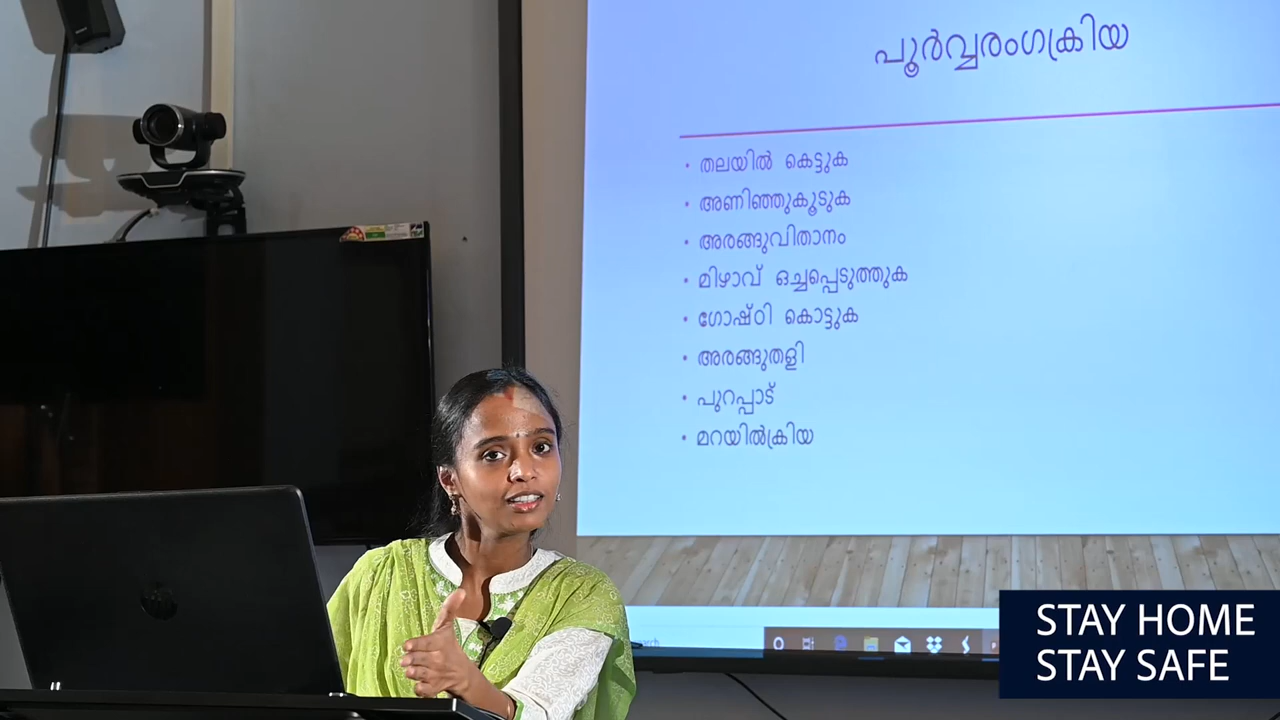 പൂർവ്വരംഗക്രിയ
• തലയിൽ കെട്ടുക
• അണിഞ്ഞുകൂടുക
• അരങ്ങുവിതാനം
• മിഴാവ് ഒച്ചപ്പെടുത്തുക
• ഗോഷ്ഠി കൊട്ടുക
• അരങ്ങുതളി
• പുറപ്പാട്
• മറയിൽക്രിയ
STAY HOME
STAY SAFE